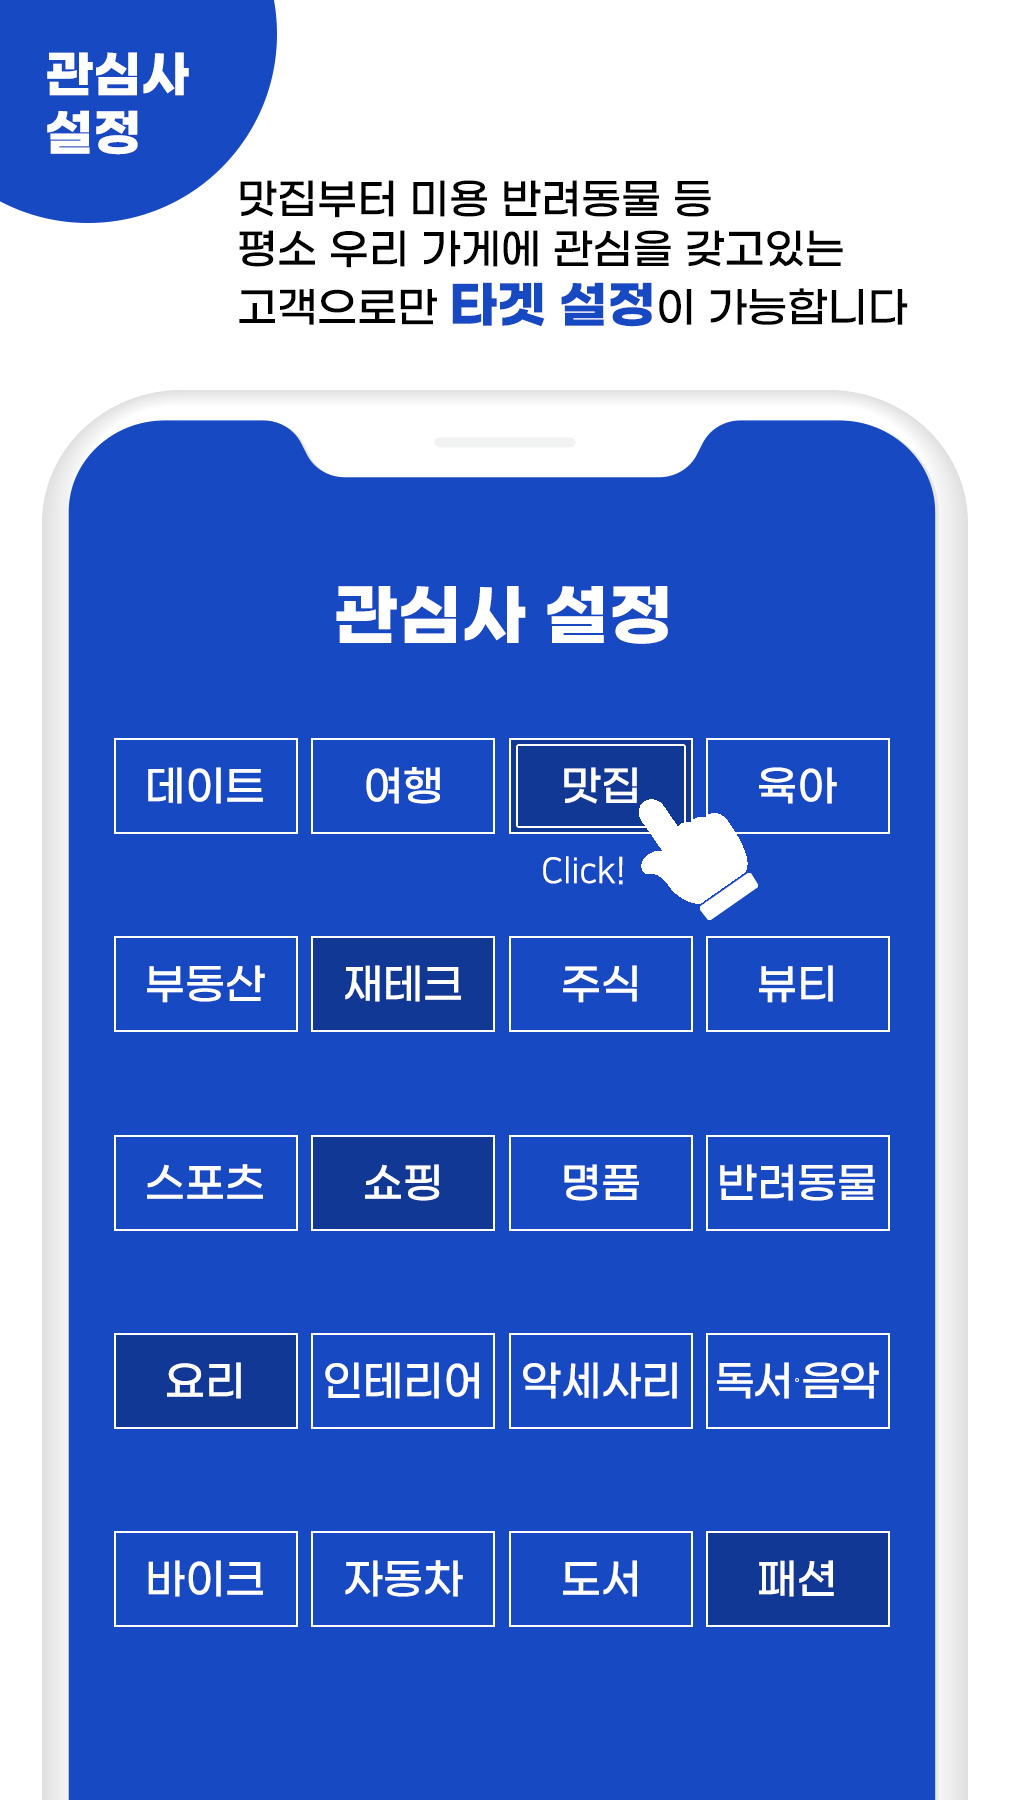 관심사
설정
맛집부터 미용 반려동물 등
평소 우리 가게에 관심을 갖고있는
고객으로만 타겟 설정이 가능합니다
관심사 설정
데이트 여행 맛집 육아
Click!
부동산 재테크 주식 뷰티
스포츠 쇼핑 명품 반려동물
요리 인테리어 악세사리 독서·음악
바이크 자동차 도서 패션